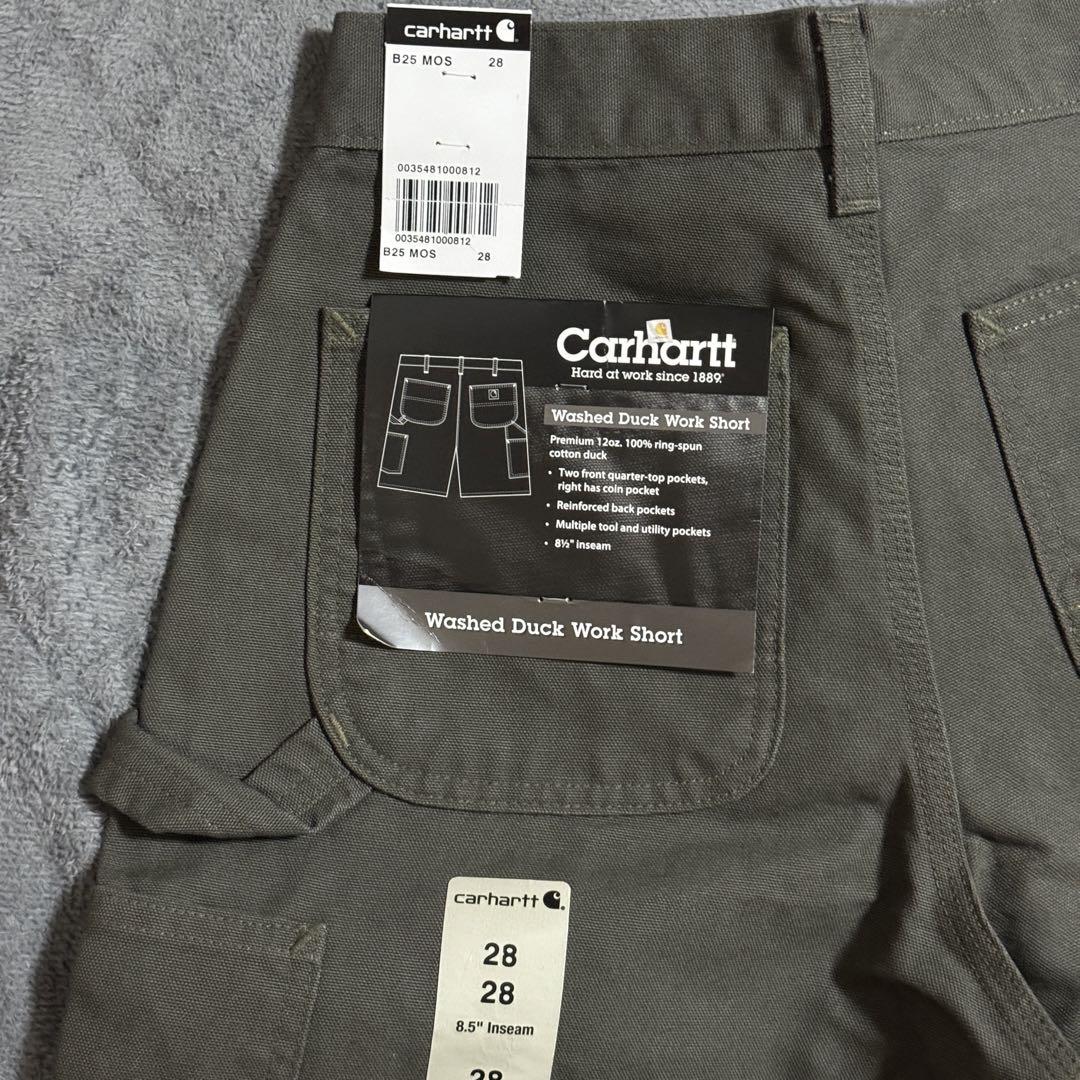 carhartt
B25 MOS 28
0035481000812
0035481000812
B25 MOS 28
Carhartt
Hard at work since 1889.®
Washed Duck Work Short
Premium 12oz. 100% ring-spun
cotton duck
• Two front quarter-top pockets,
right has coin pocket
• Reinforced back pockets
• Multiple tool and utility pockets
• 8½" inseam
Washed Duck Work Short
carhartt
28
28
8.5" Inseam
28